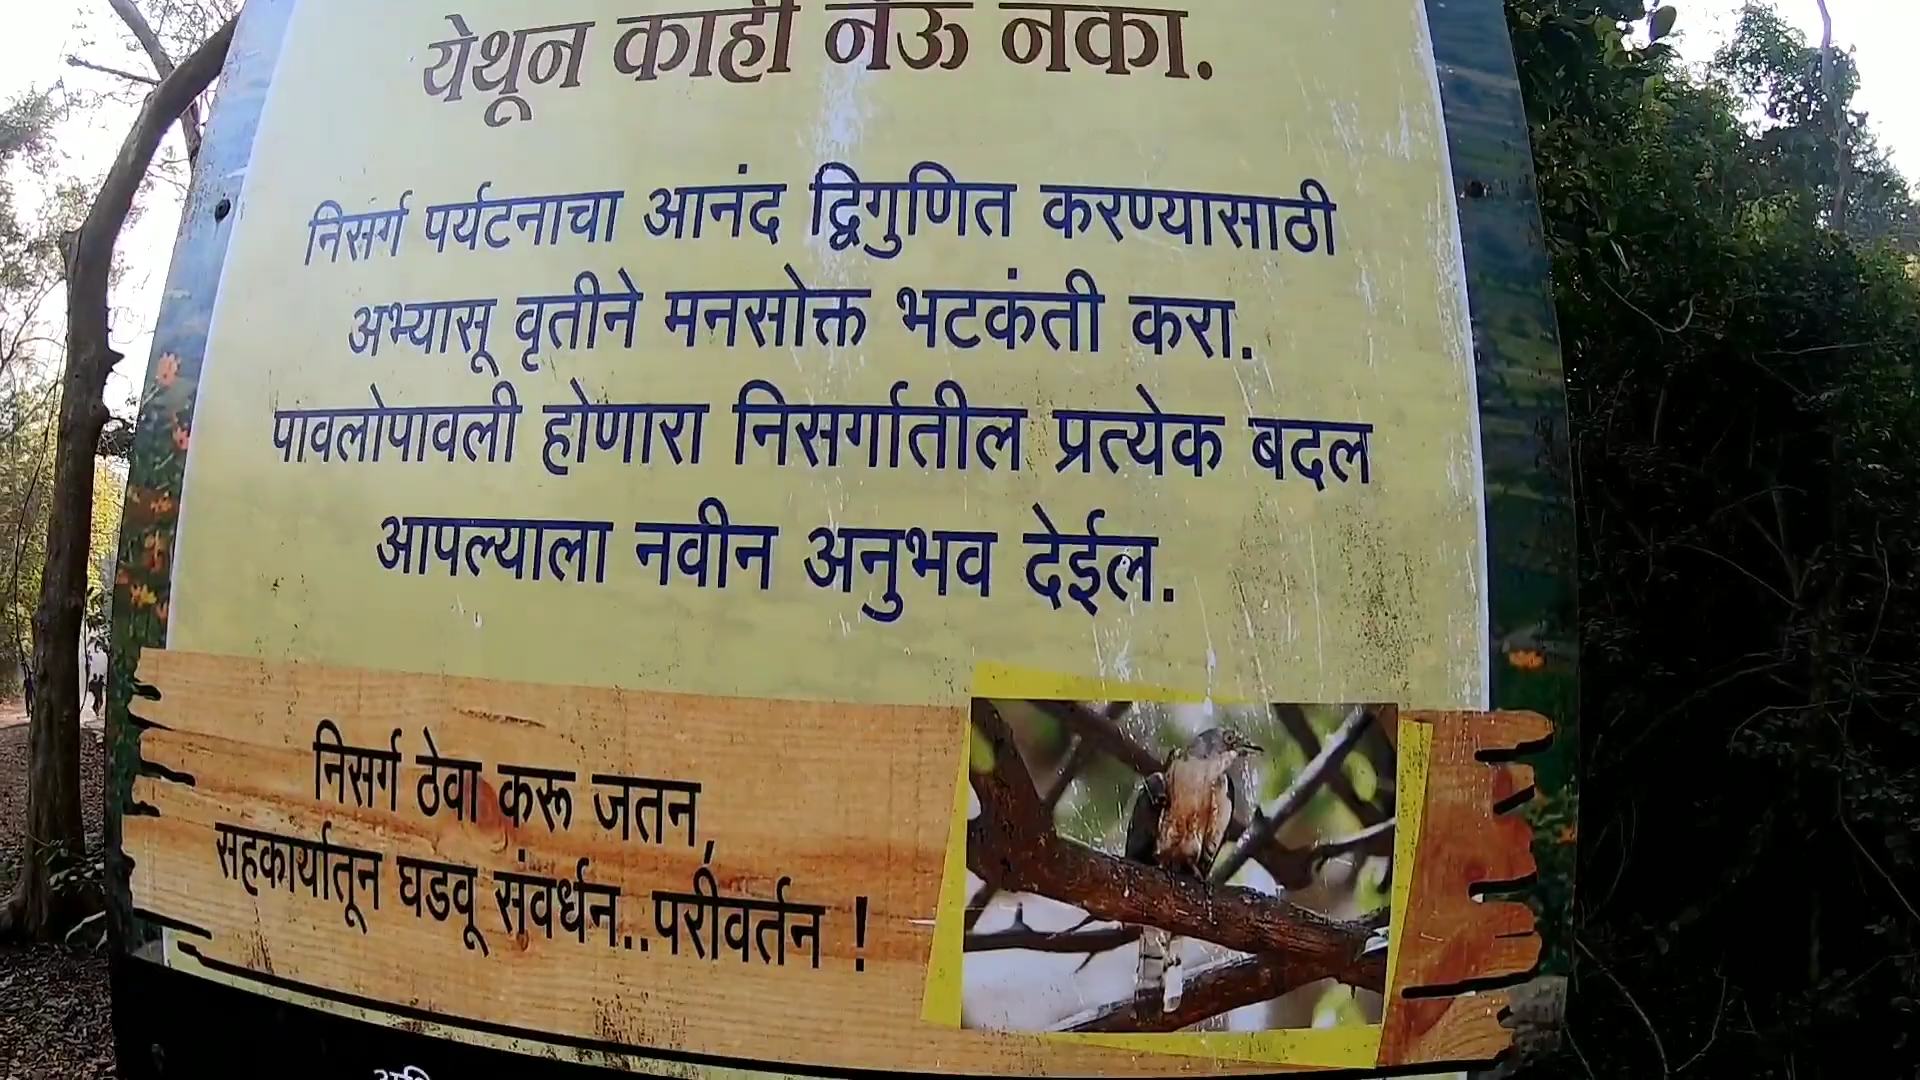 येथून काही नेऊ नका.
निसर्ग पर्यटनाचा आनंद द्विगुणित करण्यासाठी
अभ्यासू वृतीने मनसोक्त भटकंती करा.
पावलोपावली होणारा निसर्गातील प्रत्येक बदल
आपल्याला नवीन अनुभव देईल.
निसर्ग ठेवा करू जतन,
सहकार्यातून घडवू संवर्धन..परीवर्तन !